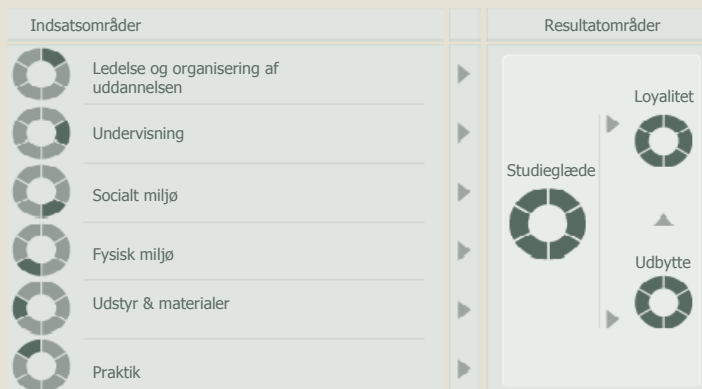 Indsatsområder
Ledelse og organisering af
uddannelsen
Undervisning
Socialt miljø
Fysisk miljø
Udstyr & materialer
Praktik
Resultatområder
Studieglæde
Loyalitet
Udbytte